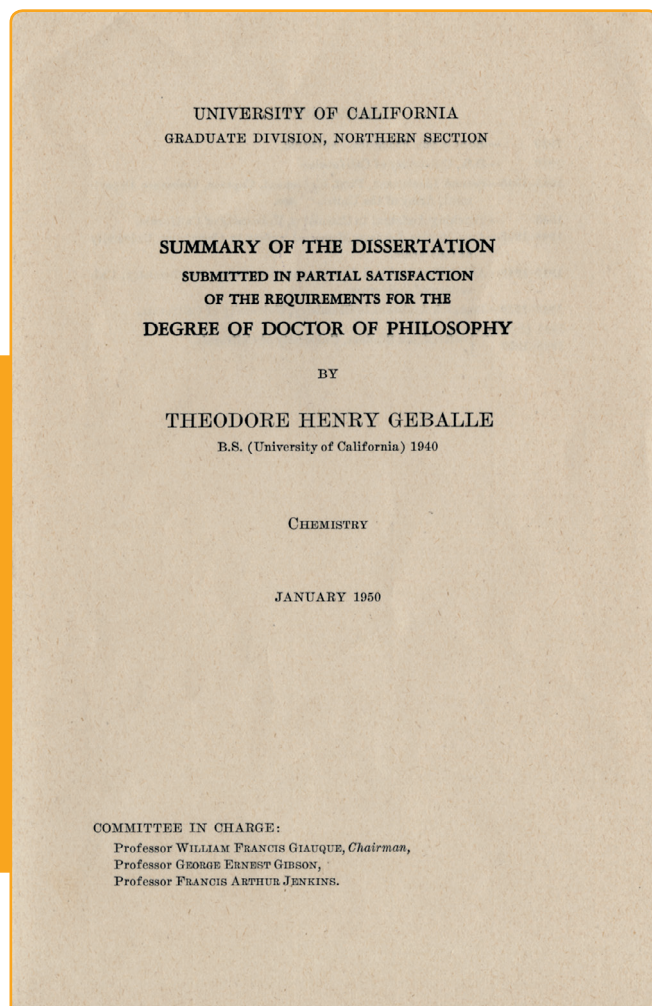 UNIVERSITY OF CALIFORNIA
GRADUATE DIVISION, NORTHERN SECTION
SUMMARY OF THE DISSERTATION
SUBMITTED IN PARTIAL SATISFACTION
OF THE REQUIREMENTS FOR THE
DEGREE OF DOCTOR OF PHILOSOPHY
BY
THEODORE HENRY GEBALLE
B.S. (University of California) 1940
CHEMISTRY
JANUARY 1950
COMMITTEE IN CHARGE:
Professor WILLIAM FRANCIS GIAUQUE, Chairman,
Professor GEORGE ERNEST GIBSON,
Professor FRANCIS ARTHUR JENKINS.